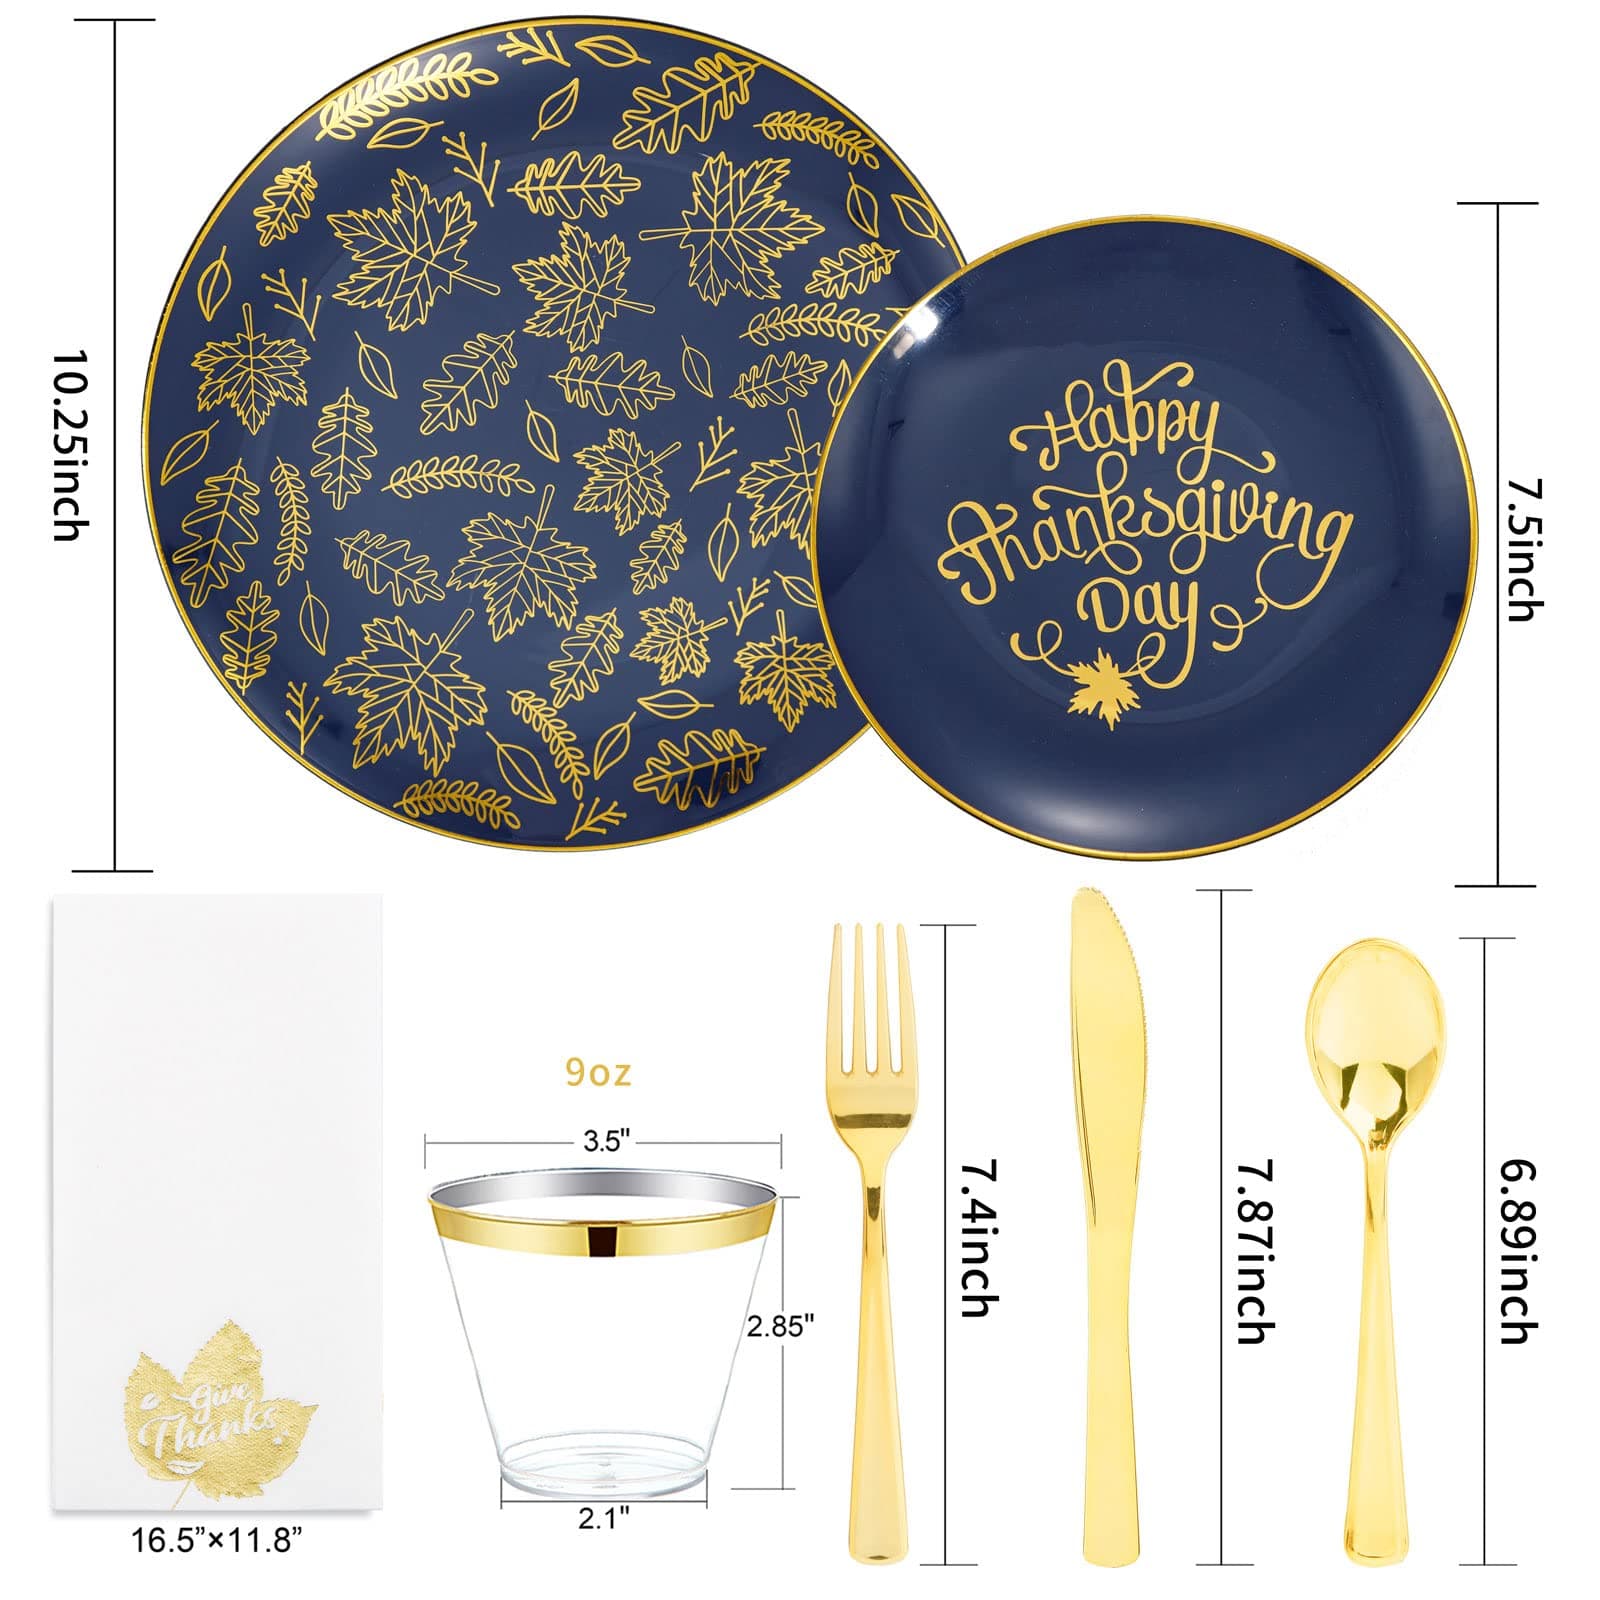 10.25inch
Happy
Thanksgiving
Day
7.5inch
Give
Thanks
16.5”×11.8”
9oz
3.5"
2.85"
2.1"
7.4inch
7.87inch
6.89inch